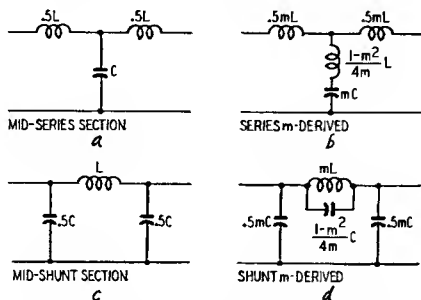 .5L .5L
C
MID-SERIES SECTION
a
.5mL .5mL
1-m²
4m L
mC
SERIES m-DERIVED
b
L
.5C .5C
MID-SHUNT SECTION
c
mL
.5mC .5mC
1-m²
4m C
SHUNT m-DERIVED
d